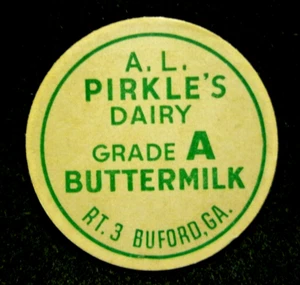 A. L.
PIRKLE'S
DAIRY
GRADE A
BUTTERMILK
RT. 3 BUFORD, GA.